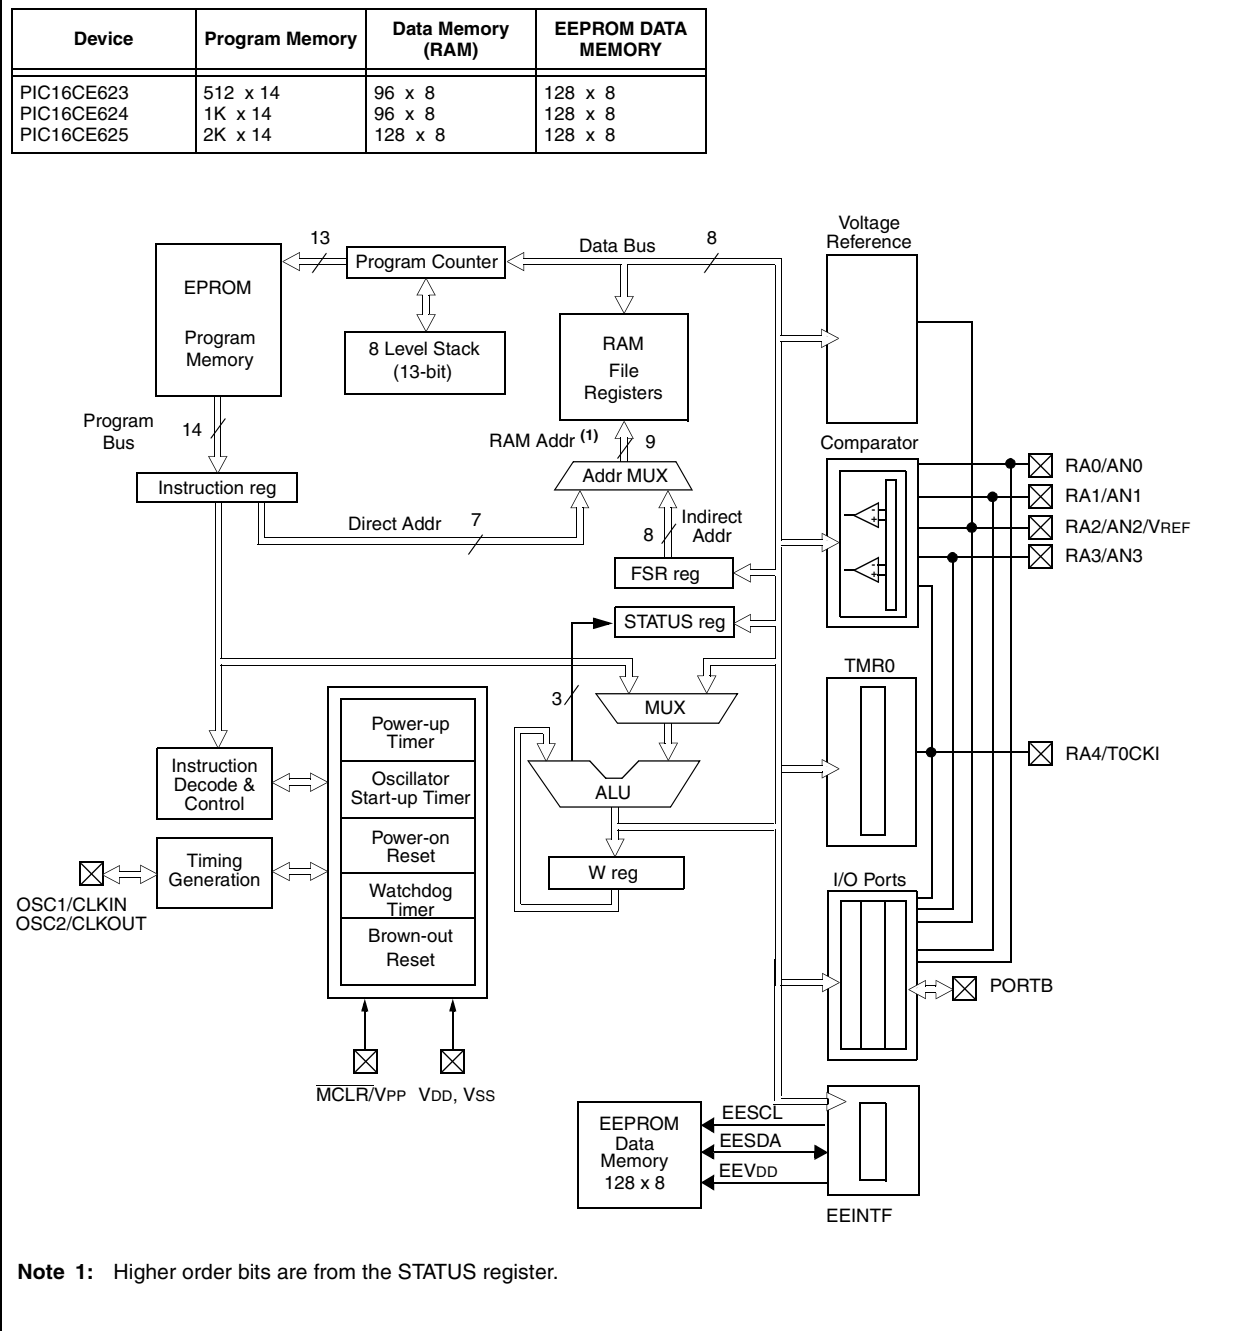 Device Program Memory Data Memory (RAM) EEPROM DATA MEMORY
PIC16CE623 512 x 14 96 x 8 128 x 8
PIC16CE624 1K x 14 96 x 8 128 x 8
PIC16CE625 2K x 14 128 x 8 128 x 8
Voltage
Reference
13
Data Bus
8
Program Counter
EPROM
Program
Memory
8 Level Stack
(13-bit)
RAM
File
Registers
Program
Bus
14
RAM Addr (1)
9
Comparator
Addr MUX
Instruction reg
Direct Addr
7
8
Indirect
Addr
FSR reg
STATUS reg
- +
- +
RA0/AN0
RA1/AN1
RA2/AN2/VREF
RA3/AN3
TMR0
3
MUX
RA4/T0CKI
Power-up
Timer
Oscillator
Start-up Timer
Power-on
Reset
Watchdog
Timer
Brown-out
Reset
Instruction
Decode &
Control
Timing
Generation
OSC1/CLKIN
OSC2/CLKOUT
ALU
W reg
I/O Ports
PORTB
MCLR/VPP VDD, VSS
EEPROM
Data
Memory
128 x 8
EESCL
EESDA
EEVDD
EEINTF
Note 1: Higher order bits are from the STATUS register.